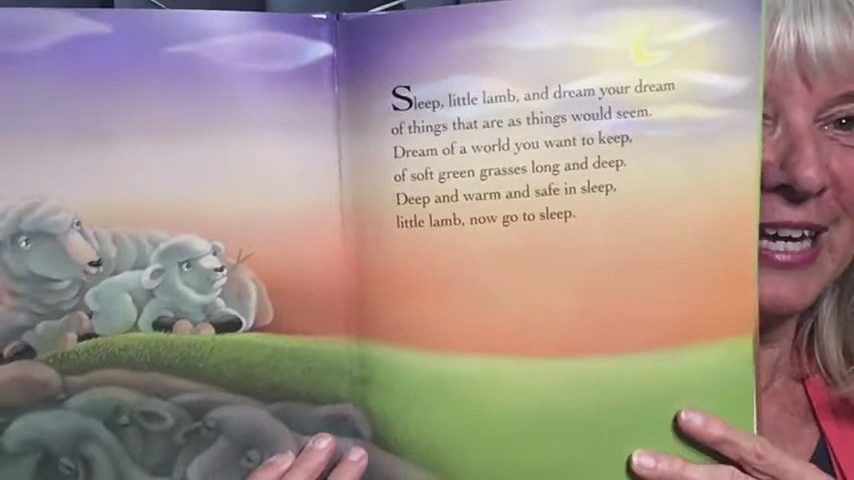 Sleep, little lamb, and dream your dream
of things that are as things would seem.
Dream of a world you want to keep,
of soft green grasses long and deep.
Deep and warm and safe in sleep,
little lamb, now go to sleep.